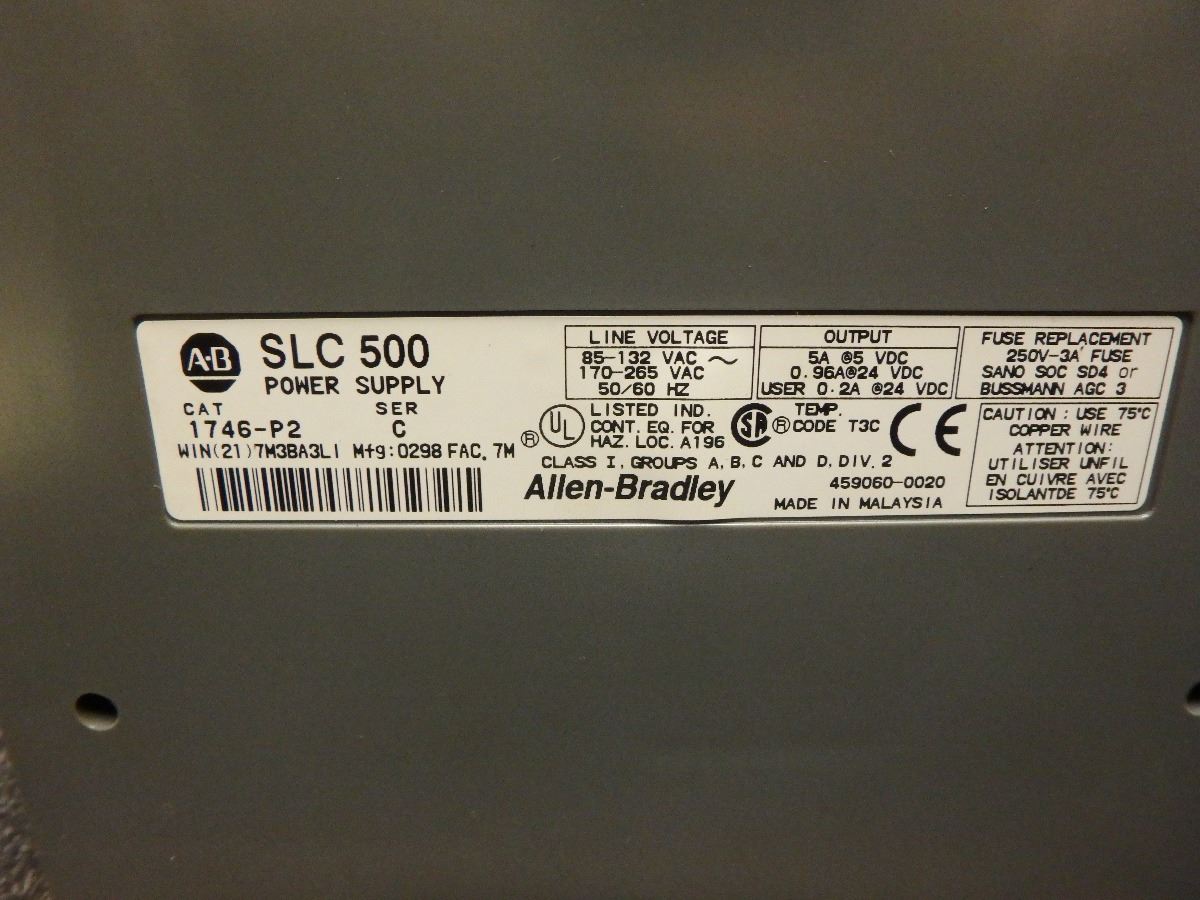 A-B
SLC 500
POWER SUPPLY
CAT SER
1746-P2 C
WIN(21)7M3BA3LI Mfg:0298 FAC. 7M
LINE VOLTAGE
85-132 VAC ~
170-265 VAC
50/60 HZ
OUTPUT
5A @5 VDC
0.96A@24 VDC
USER 0.2A @24 VDC
FUSE REPLACEMENT
250V-3A FUSE
SANO SOC SD4 or
BUSSMANN AGC 3
® UL LISTED IND.
CONT. EQ. FOR
HAZ. LOC. A196
SA ® TEMP.
CODE T3C
CE
CLASS I, GROUPS A, B, C AND D, DIV. 2
Allen-Bradley
459060-0020
MADE IN MALAYSIA
CAUTION : USE 75°C
COPPER WIRE
ATTENTION:
UTILISER UNFIL
EN CUIVRE AVEC
ISOLANTDE 75°C